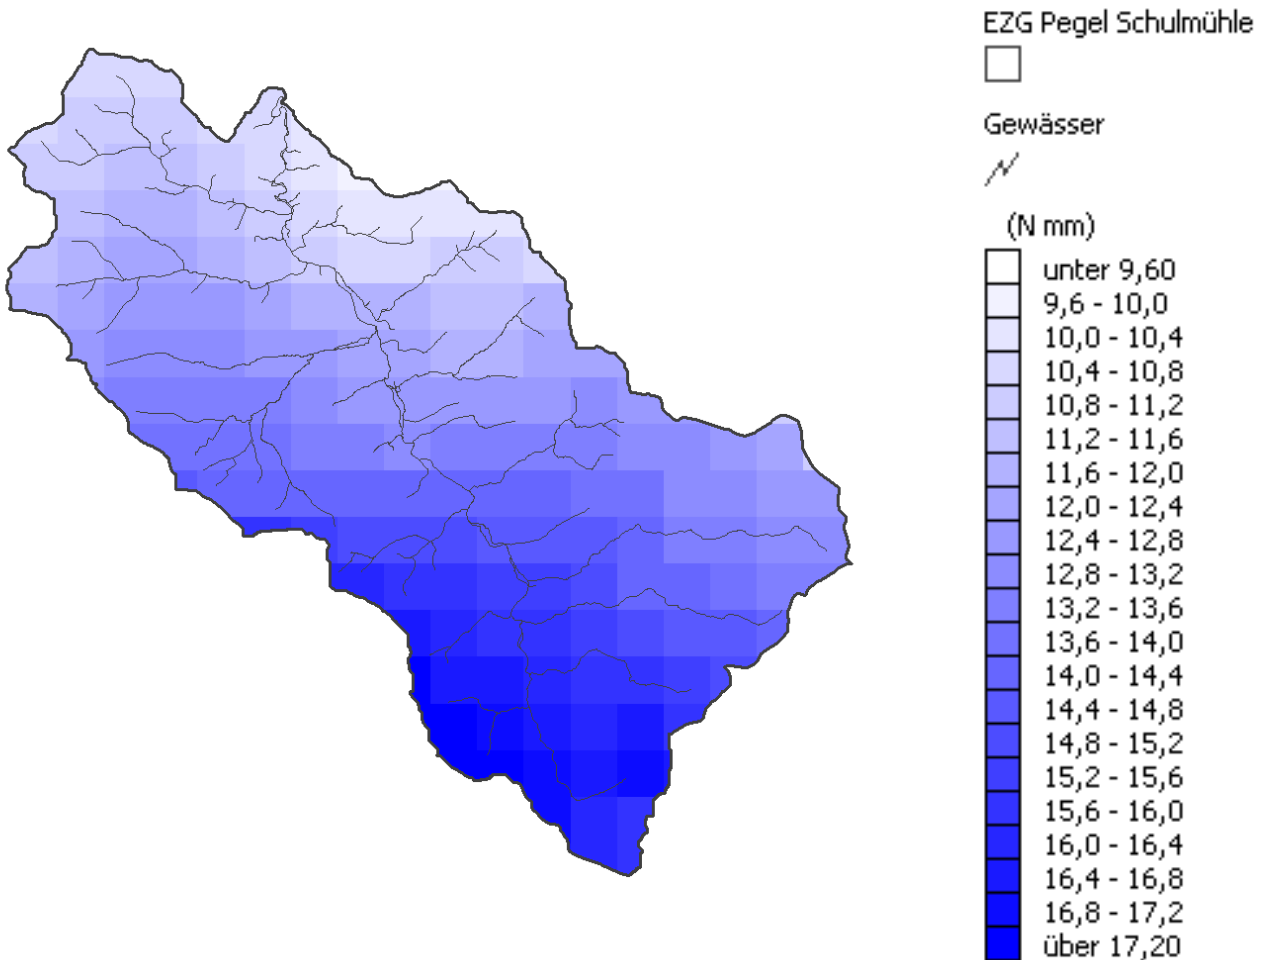 EZG Pegel Schulmühle
Gewässer
(N mm)
unter 9,60
9,6 - 10,0
10,0 - 10,4
10,4 - 10,8
10,8 - 11,2
11,2 - 11,6
11,6 - 12,0
12,0 - 12,4
12,4 - 12,8
12,8 - 13,2
13,2 - 13,6
13,6 - 14,0
14,0 - 14,4
14,4 - 14,8
14,8 - 15,2
15,2 - 15,6
15,6 - 16,0
16,0 - 16,4
16,4 - 16,8
16,8 - 17,2
über 17,20